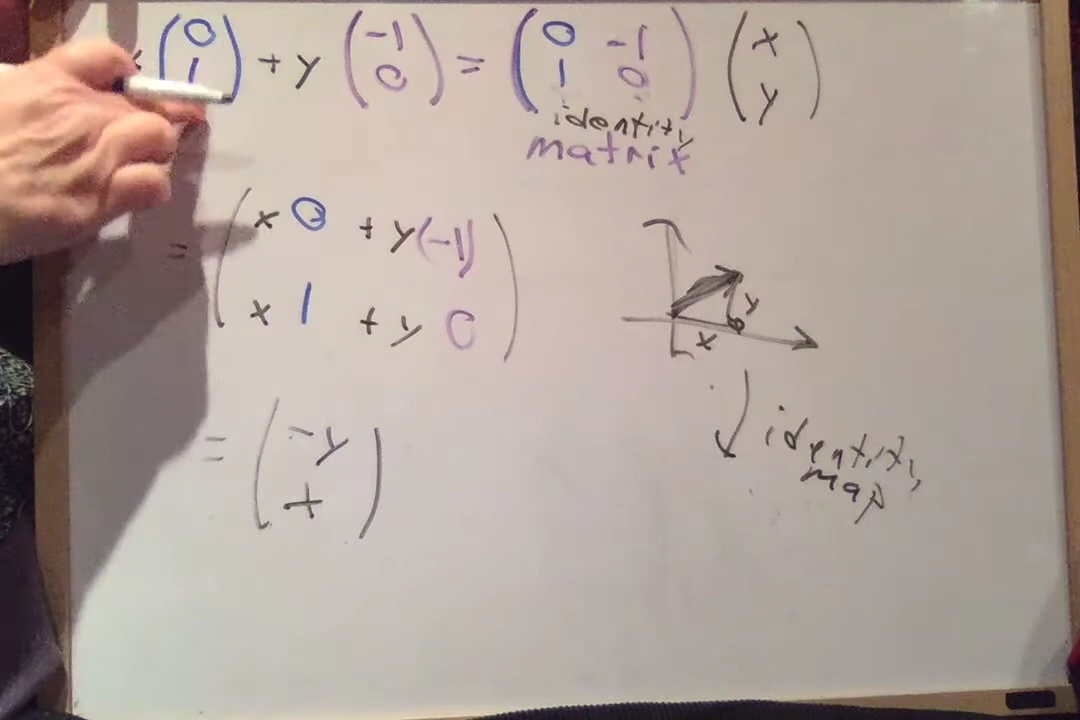 x (0 1) + y (-1 0) = (0 -1 1 0) (x y)
identity
matrix
= (x 0 + y(-1)
x 1 + y 0)
y
x
identity
map
= (-y
x)